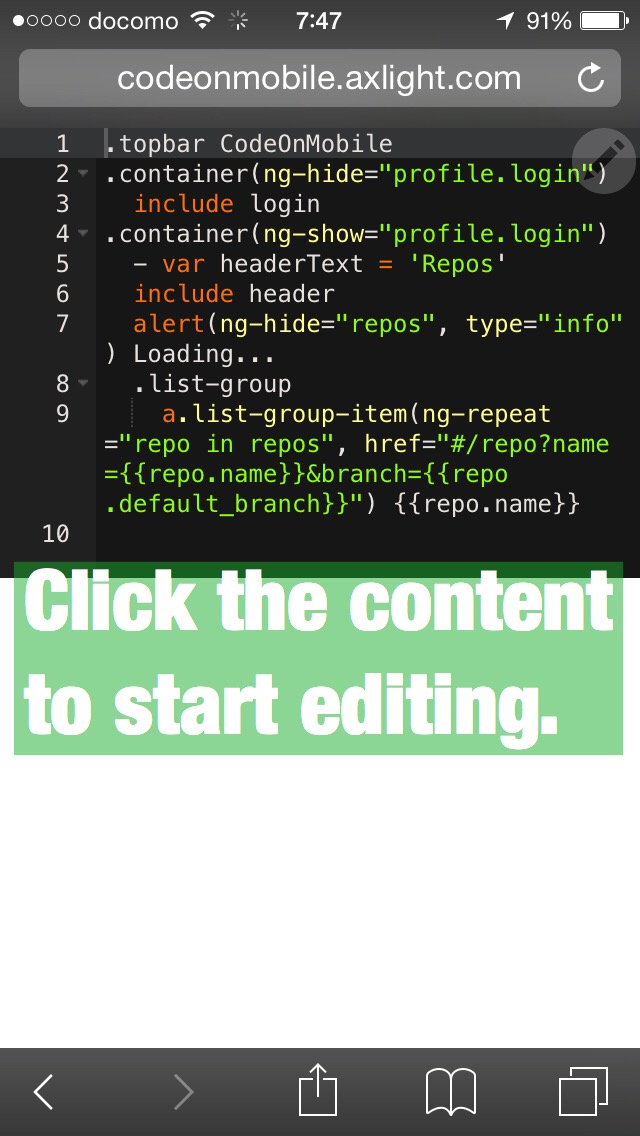 docomo 7:47 91%
codeonmobile.axlight.com
1 .topbar CodeOnMobile
2 .container(ng-hide="profile.login")
3 include login
4 .container(ng-show="profile.login")
5 - var headerText = 'Repos'
6 include header
7 alert(ng-hide="repos", type="info"
) Loading...
8 .list-group
9 a.list-group-item(ng-repeat
="repo in repos", href="#/repo?name
={{repo.name}}&branch={{repo
.default_branch}}") {{repo.name}}
10
Click the content
to start editing.